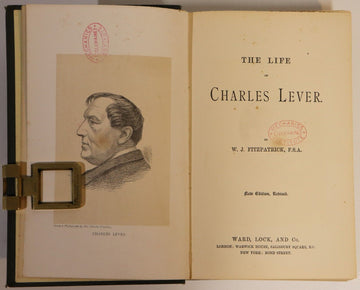 CHARLES LEVER.
THE LIFE
OF
CHARLES LEVER.
BY
W. J. FITZPATRICK, F.S.A.
New Edition, Revised.
WARD, LOCK, AND Co.
LONDON: WARWICK HOUSE, SALISBURY SQUARE, E.C.
NEW YORK: BOND STREET.